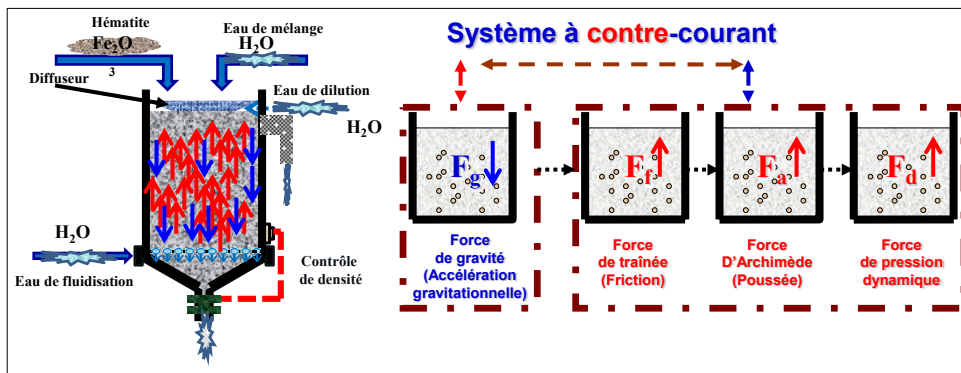 Hématite
Fe₂O
3
Eau de mélange
H₂O
Diffuseur
Eau de dilution
H₂O
H₂O
Eau de fluidisation
Contrôle
de densité
Système à contre-courant
Fg
Ff
Fa
Fd
Force
de gravité
(Accélération
gravitationnelle)
Force
de traînée
(Friction)
Force
D'Archimède
(Poussée)
Force
de pression
dynamique